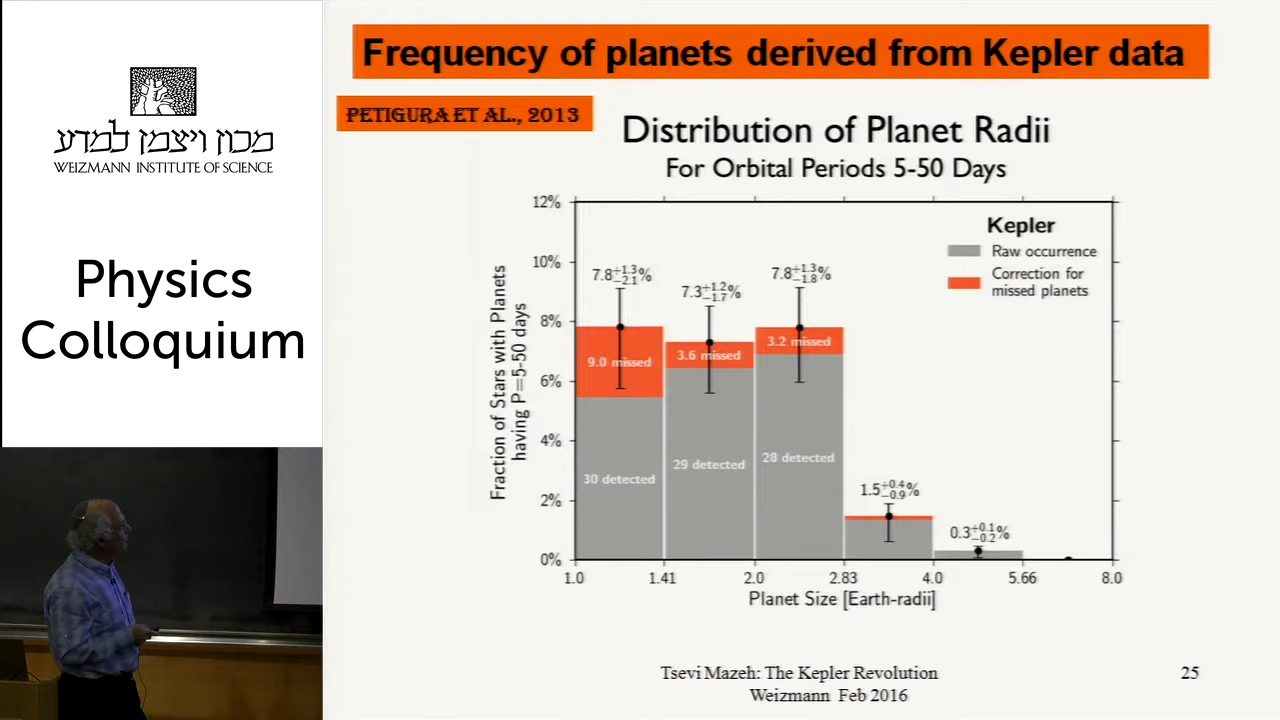 מכון ויצמן למדע
WEIZMANN INSTITUTE OF SCIENCE
Physics
Colloquium
Frequency of planets derived from Kepler data
PETIGURA ET AL., 2013
Distribution of Planet Radii
For Orbital Periods 5-50 Days
Fraction of Stars with Planets
having P=5-50 days
12%
10%
8%
6%
4%
2%
0%
Kepler
Raw occurrence
Correction for
missed planets
7.8+1.3−2.1%
7.3+1.2−1.7%
7.8+1.3−1.8%
1.5+0.4−0.9%
0.3+0.1−0.2%
9.0 missed
3.6 missed
3.2 missed
30 detected
29 detected
28 detected
1.0 1.41 2.0 2.83 4.0 5.66 8.0
Planet Size [Earth-radii]
Tsevi Mazeh: The Kepler Revolution
Weizmann Feb 2016
25